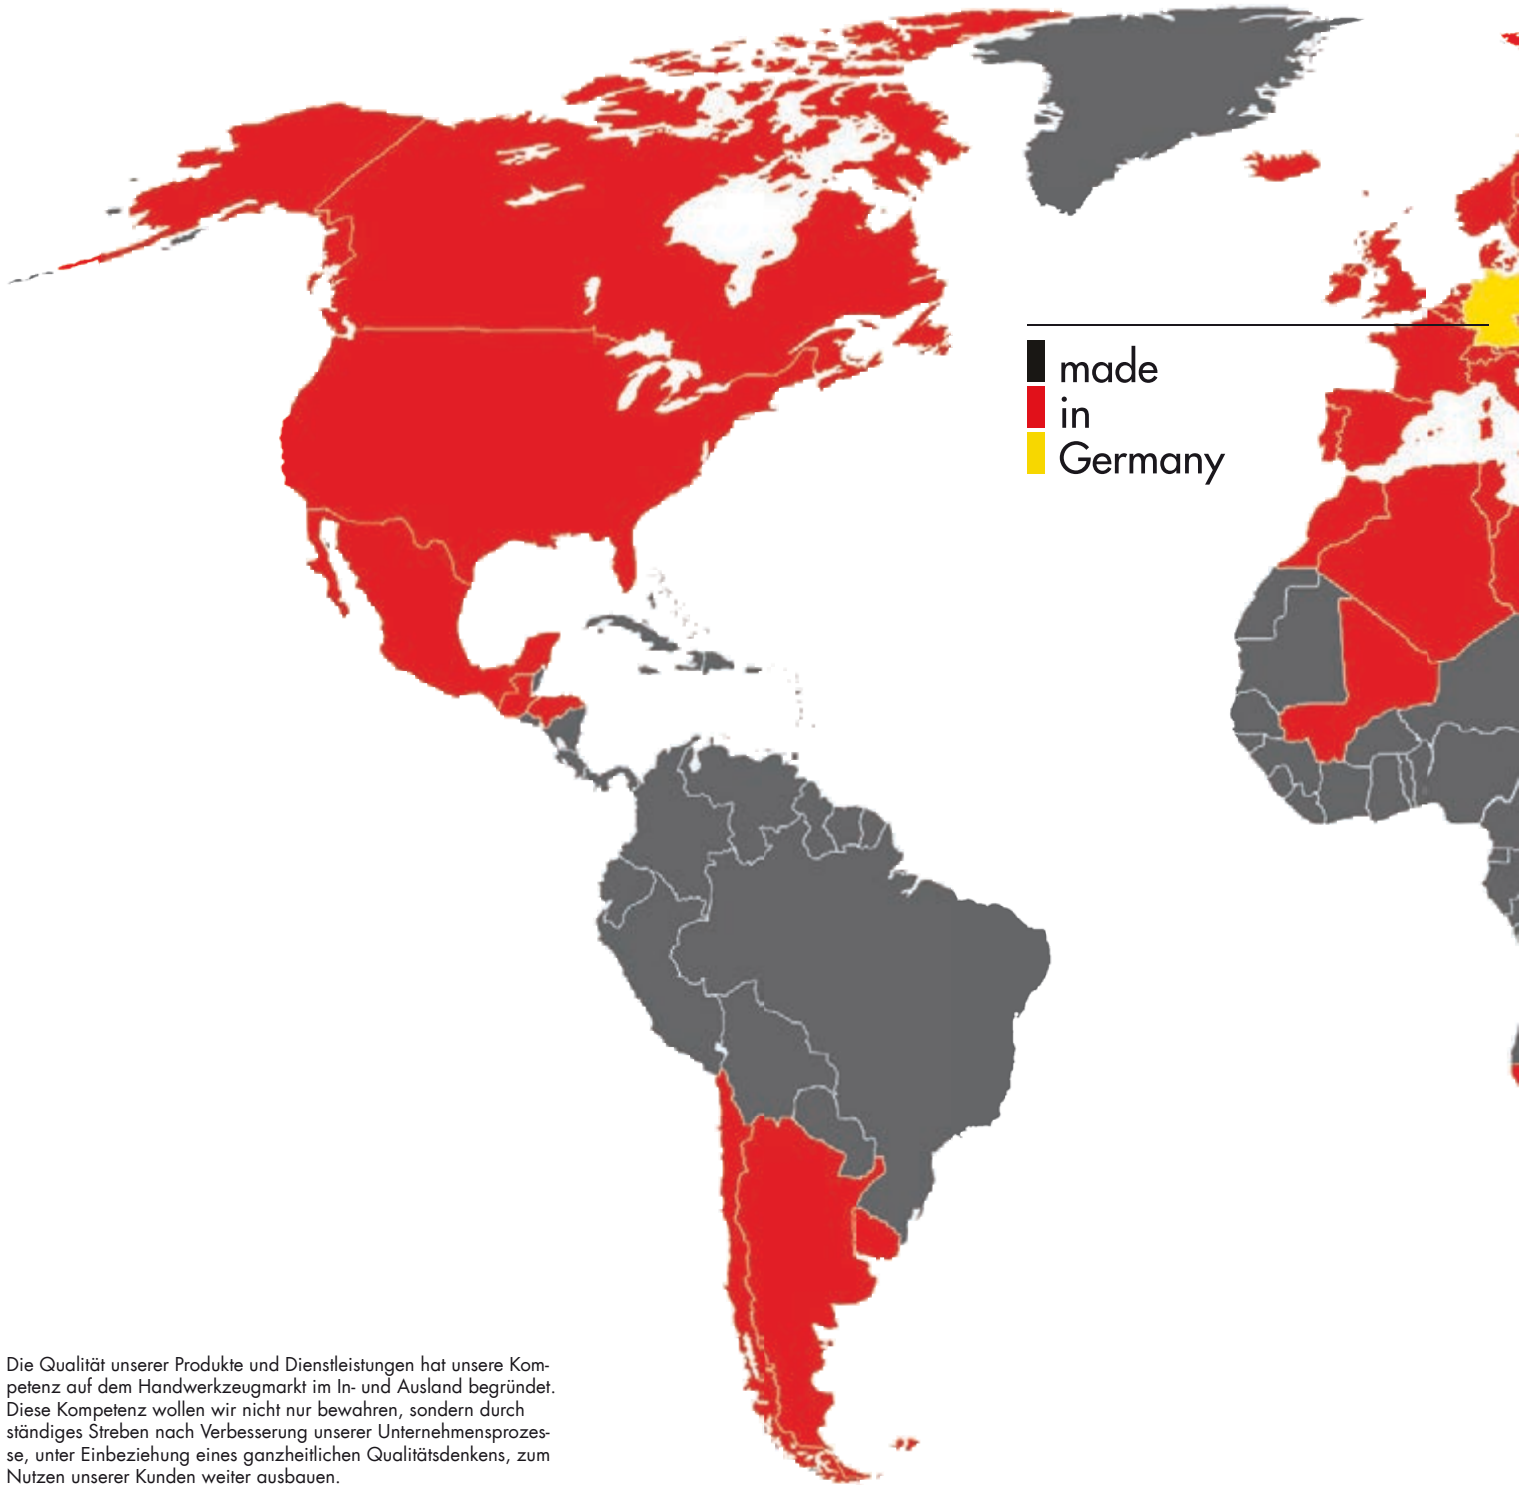 made
in
Germany
Die Qualität unserer Produkte und Dienstleistungen hat unsere Kom-
petenz auf dem Handwerkzeugmarkt im In- und Ausland begründet.
Diese Kompetenz wollen wir nicht nur bewahren, sondern durch
ständiges Streben nach Verbesserung unserer Unternehmensprozes-
se, unter Einbeziehung eines ganzheitlichen Qualitätsdenkens, zum
Nutzen unserer Kunden weiter ausbauen.